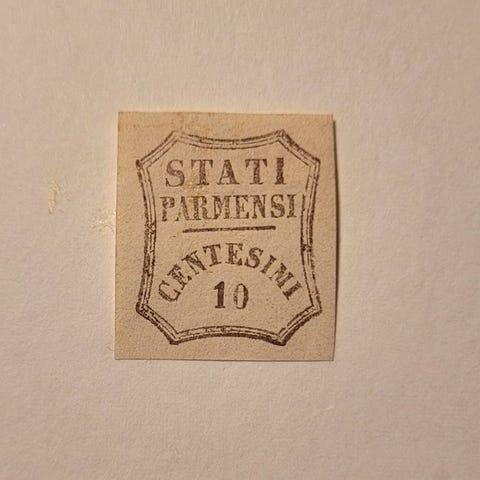 STATI
PARMENSI
CENTESIMI
10